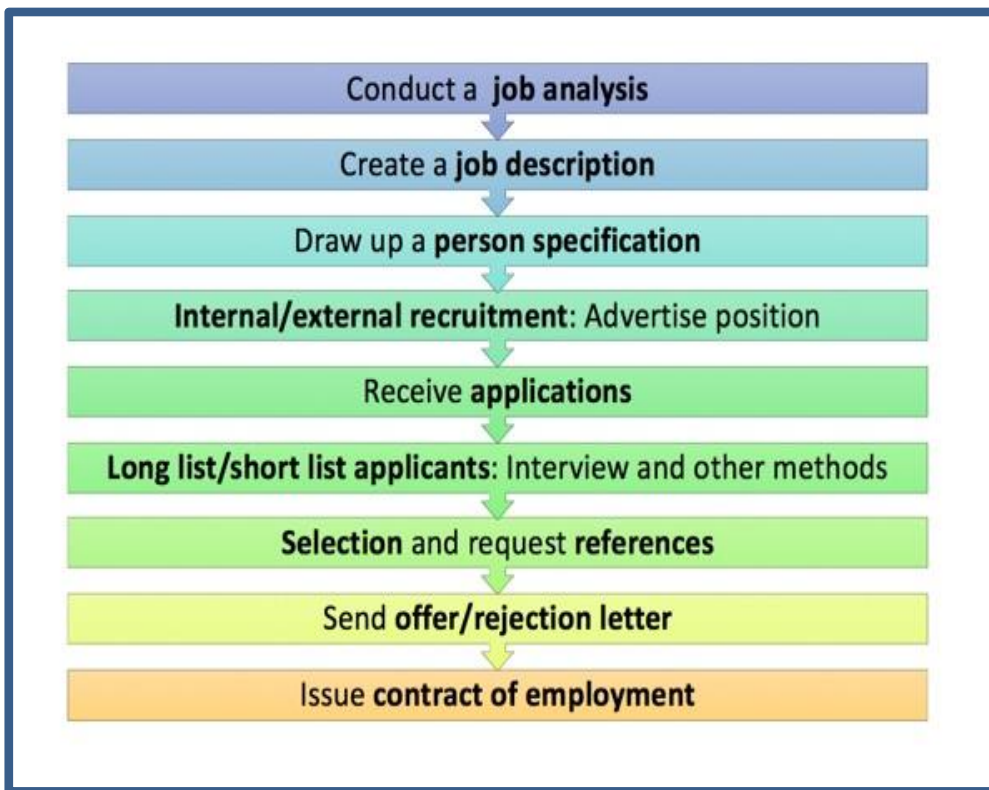 Conduct a job analysis
Create a job description
Draw up a person specification
Internal/external recruitment: Advertise position
Receive applications
Long list/short list applicants: Interview and other methods
Selection and request references
Send offer/rejection letter
Issue contract of employment